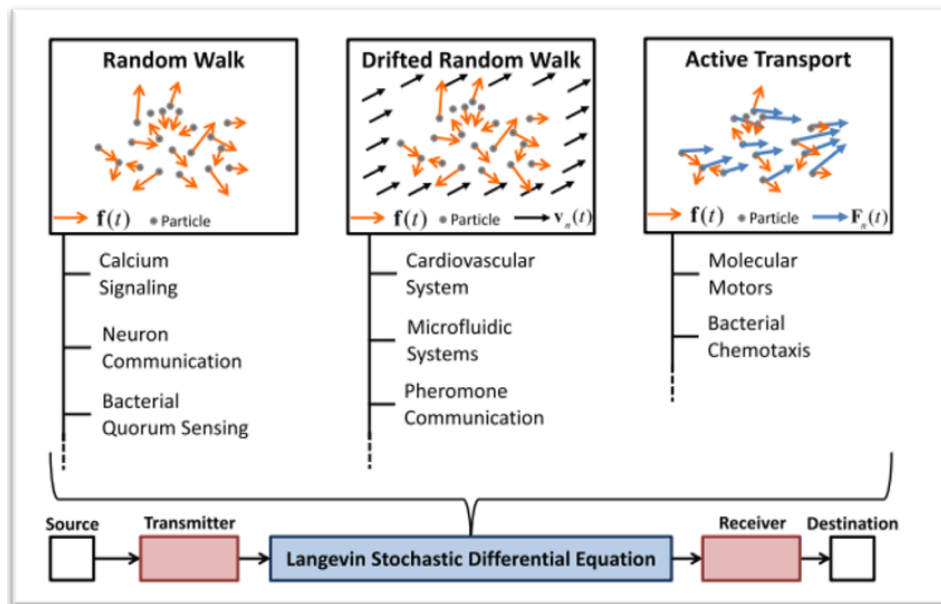 Random Walk
f(t) Particle
Calcium
Signaling
Neuron
Communication
Bacterial
Quorum Sensing
Drifted Random Walk
f(t) Particle vₙ(t)
Cardiovascular
System
Microfluidic
Systems
Pheromone
Communication
Active Transport
f(t) Particle Fₙ(t)
Molecular
Motors
Bacterial
Chemotaxis
Source Transmitter Receiver Destination
Langevin Stochastic Differential Equation